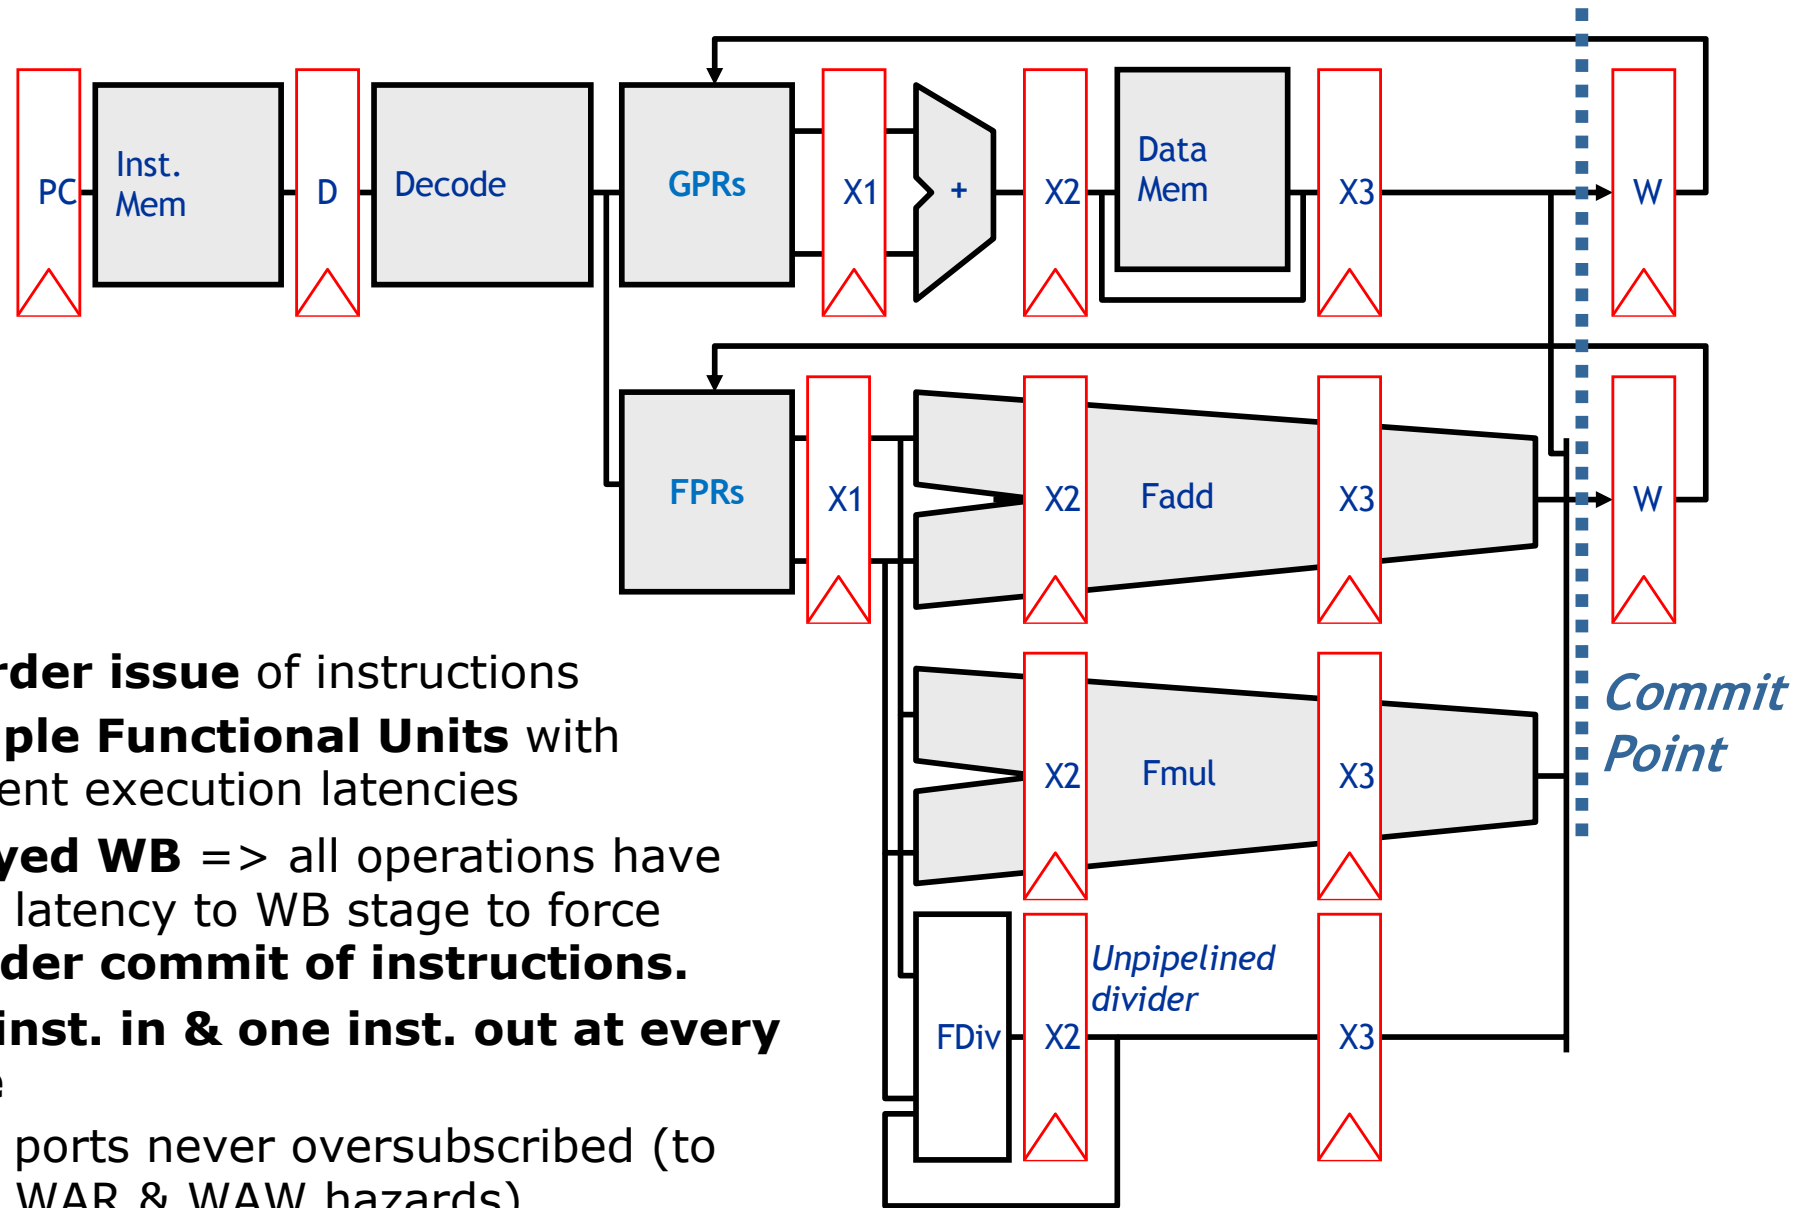 PC
Inst.
Mem
D
Decode
GPRs
X1
+
X2
Data
Mem
X3
W
FPRs
X1
X2
Fadd
X3
W
rder issue of instructions
ple Functional Units with
ent execution latencies
yed WB => all operations have
latency to WB stage to force
der commit of instructions.
inst. in & one inst. out at every
e
ports never oversubscribed (to
WAR & WAW hazards)
X2
Fmul
X3
Commit
Point
FDiv
X2
Unpipelined
divider
X3